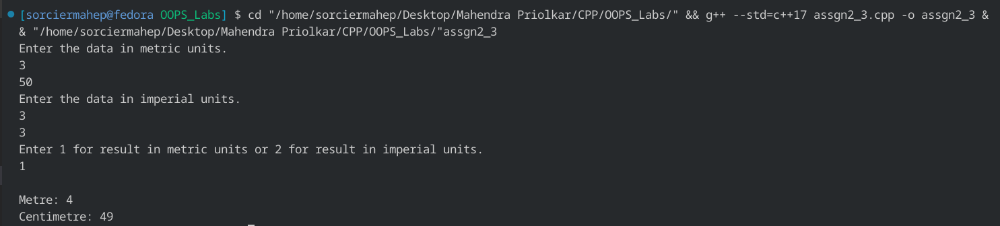 [sorciermahep@fedora OOPS_Labs] $ cd "/home/sorciermahep/Desktop/Mahendra Priolkar/CPP/OOPS_Labs/" && g++ --std=c++17 assgn2_3.cpp -o assgn2_3 &
& "/home/sorciermahep/Desktop/Mahendra Priolkar/CPP/OOPS_Labs/"assgn2_3
Enter the data in metric units.
3
50
Enter the data in imperial units.
3
3
Enter 1 for result in metric units or 2 for result in imperial units.
1
Metre: 4
Centimetre: 49